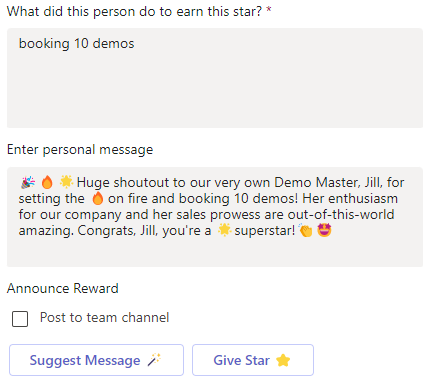 What did this person do to earn this star? *
booking 10 demos
Enter personal message
🎉 🔥 🌟 Huge shoutout to our very own Demo Master, Jill, for
setting the 🔥 on fire and booking 10 demos! Her enthusiasm
for our company and her sales prowess are out-of-this-world
amazing. Congrats, Jill, you're a 🌟 superstar! 👏 🤩
Announce Reward
Post to team channel
Suggest Message 🪄
Give Star ⭐